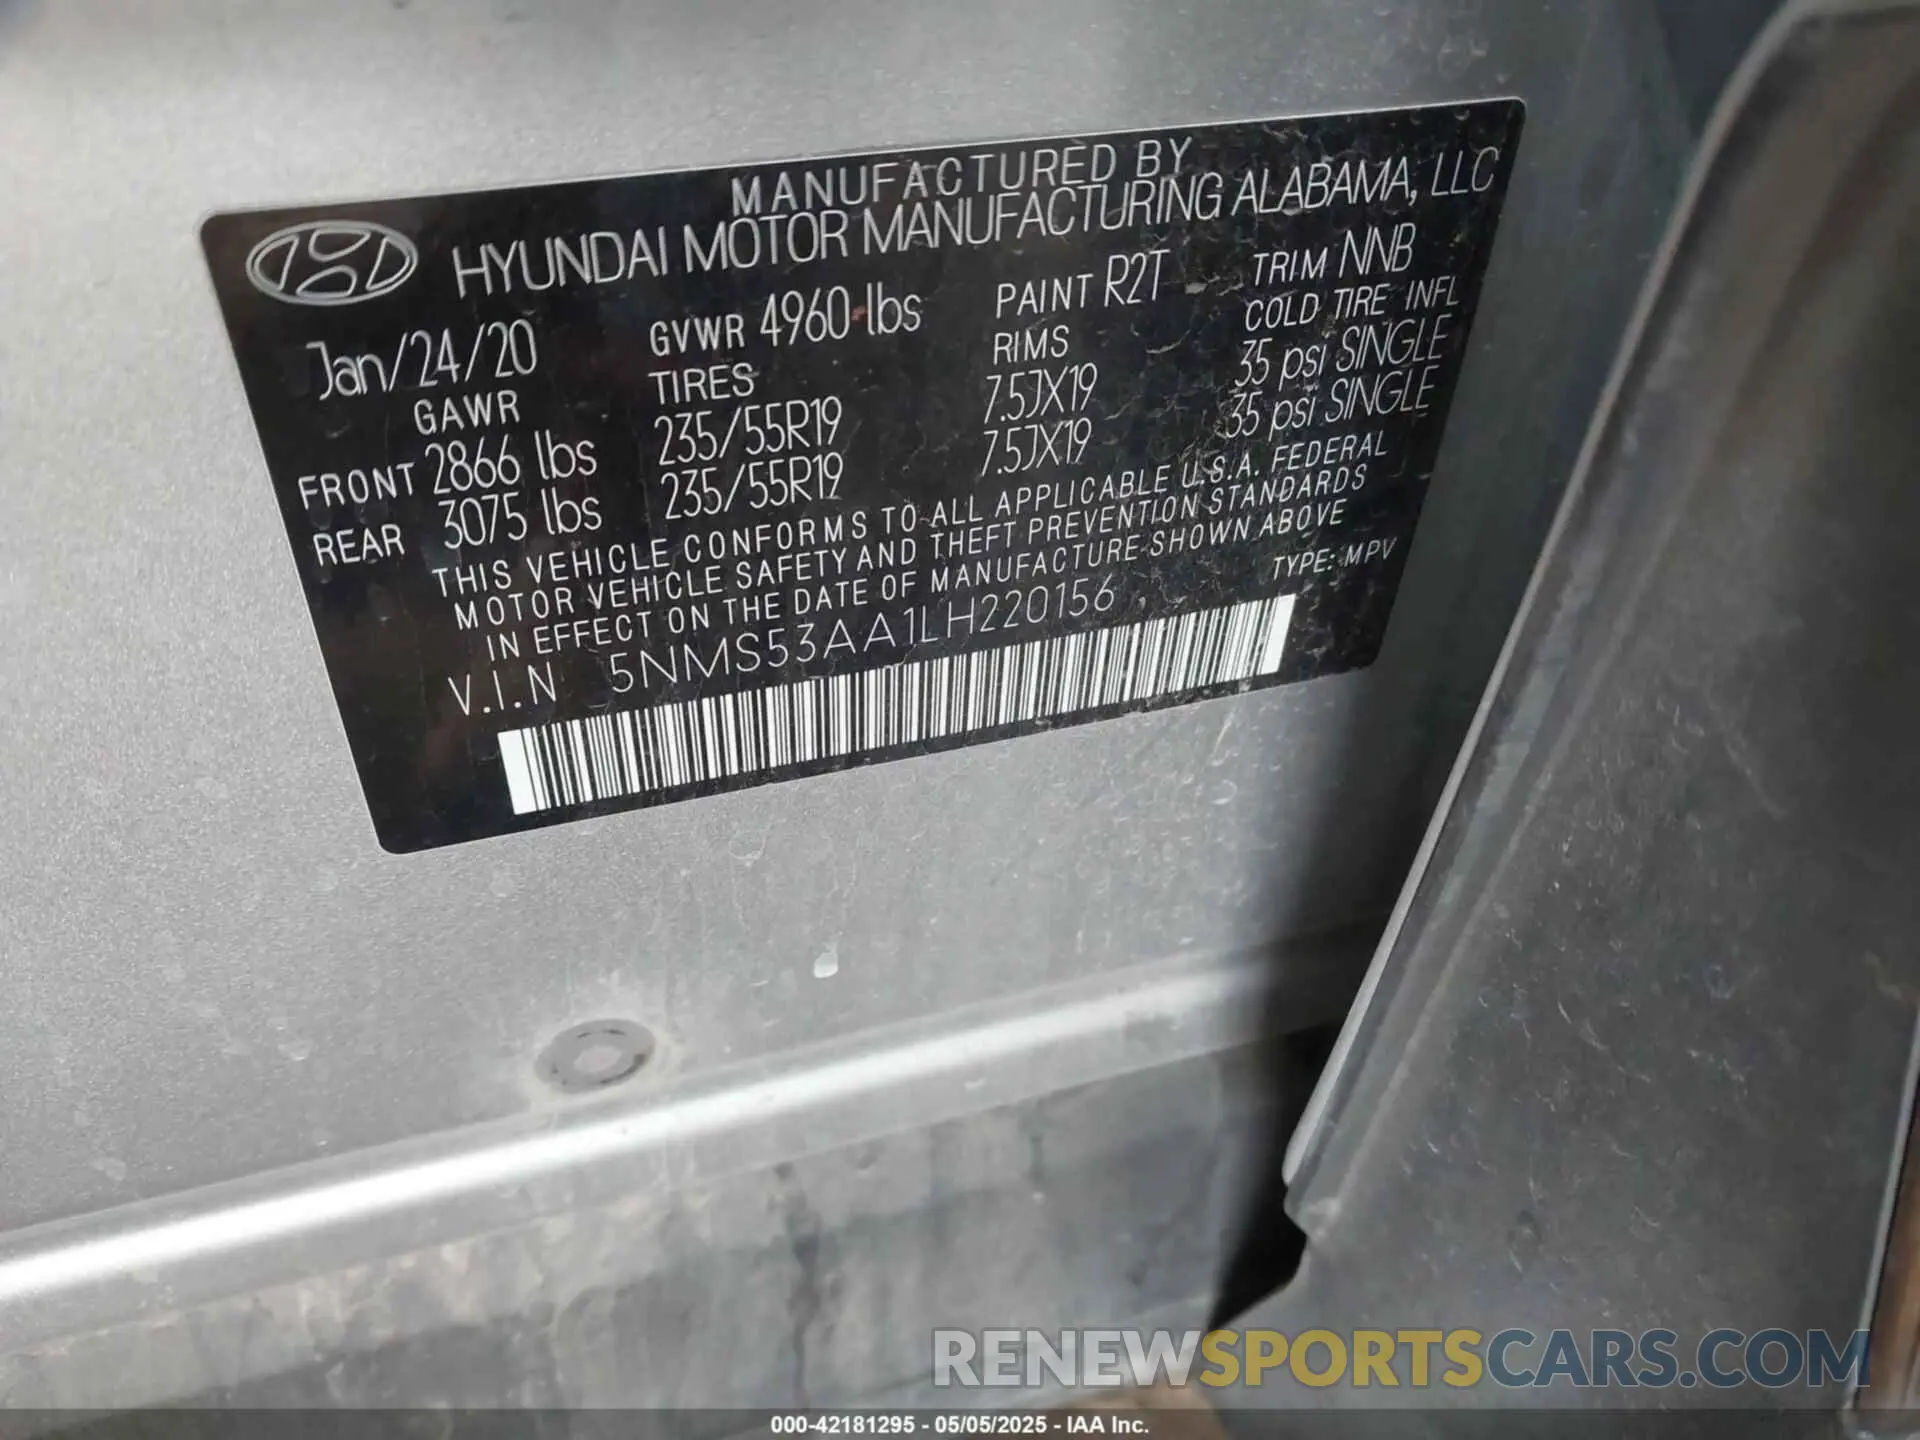 MANUFACTURED BY
HYUNDAI MOTOR MANUFACTURING ALABAMA, LLC
Jan/24/20 GVWR 4960 lbs PAINT R2T TRIM NNB
GAWR TIRES RIMS COLD TIRE INFL
FRONT 2866 lbs 235/55R19 7.5JX19 35 psi SINGLE
REAR 3075 lbs 235/55R19 7.5JX19 35 psi SINGLE
THIS VEHICLE CONFORMS TO ALL APPLICABLE U.S.A. FEDERAL
MOTOR VEHICLE SAFETY AND THEFT PREVENTION STANDARDS
IN EFFECT ON THE DATE OF MANUFACTURE SHOWN ABOVE
V.I.N 5NMS53AA1LH220156 TYPE: MPV
RENEWSPORTSCARS.COM
000-42181295 - 05/05/2025 - IAA Inc.